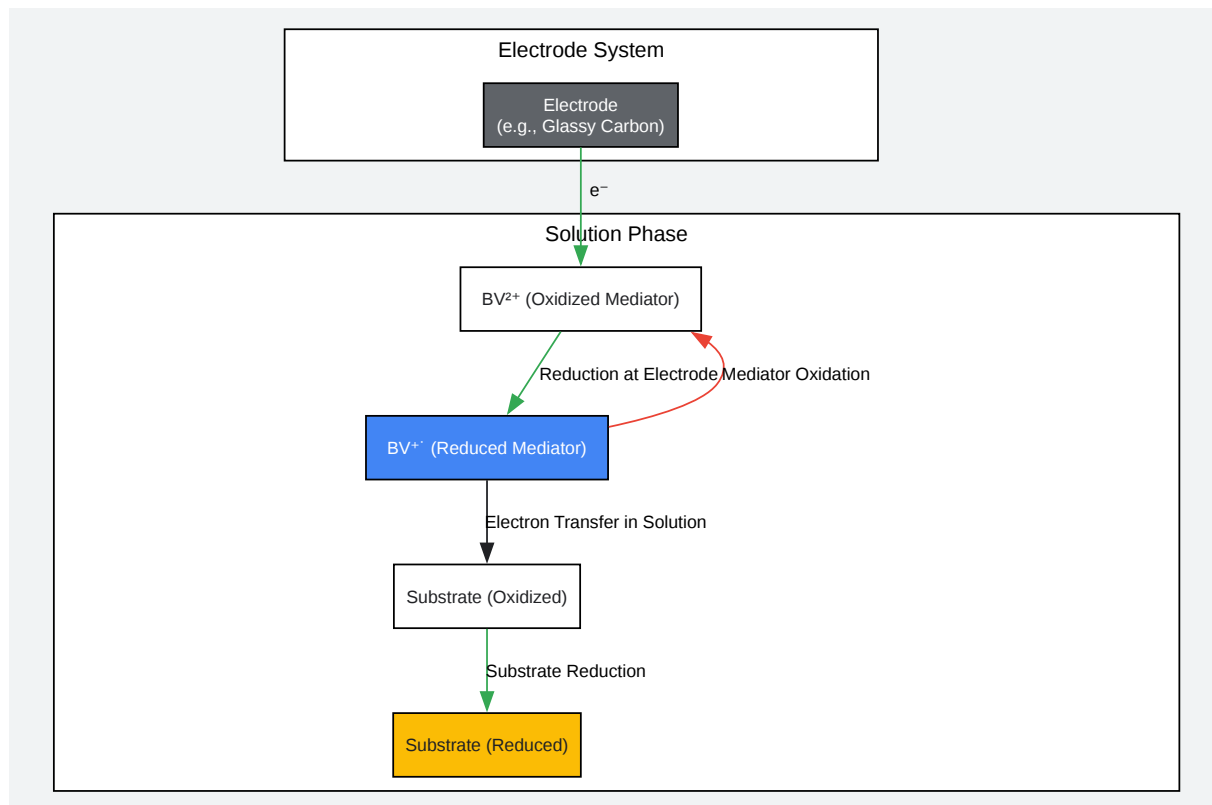 Electrode System
Electrode
(e.g., Glassy Carbon)
e⁻
Solution Phase
BV²⁺ (Oxidized Mediator)
Reduction at Electrode
Mediator Oxidation
BV⁺˙ (Reduced Mediator)
Electron Transfer in Solution
Substrate (Oxidized)
Substrate Reduction
Substrate (Reduced)